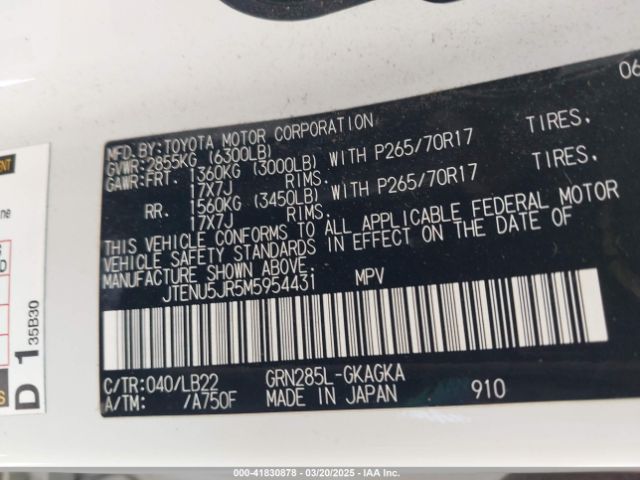 06
MFD.BY:TOYOTA MOTOR CORPORATION
GVWR:2855KG (6300LB)
GAWR:FRT. 1360KG (3000LB) WITH P265/70R17 TIRES.
17X7J RIMS.
RR. 1560KG (3450LB) WITH P265/70R17 TIRES.
17X7J RIMS.
THIS VEHICLE CONFORMS TO ALL APPLICABLE FEDERAL MOTOR
VEHICLE SAFETY STANDARDS IN EFFECT ON THE DATE OF
MANUFACTURE SHOWN ABOVE.
JTENU5JR5M5954431 MPV
C/TR:040/LB22 GRN285L-GKAGKA
A/TM: /A750F MADE IN JAPAN 910
D 1 35B30
000-41830878 — 03/20/2025 — IAA Inc.